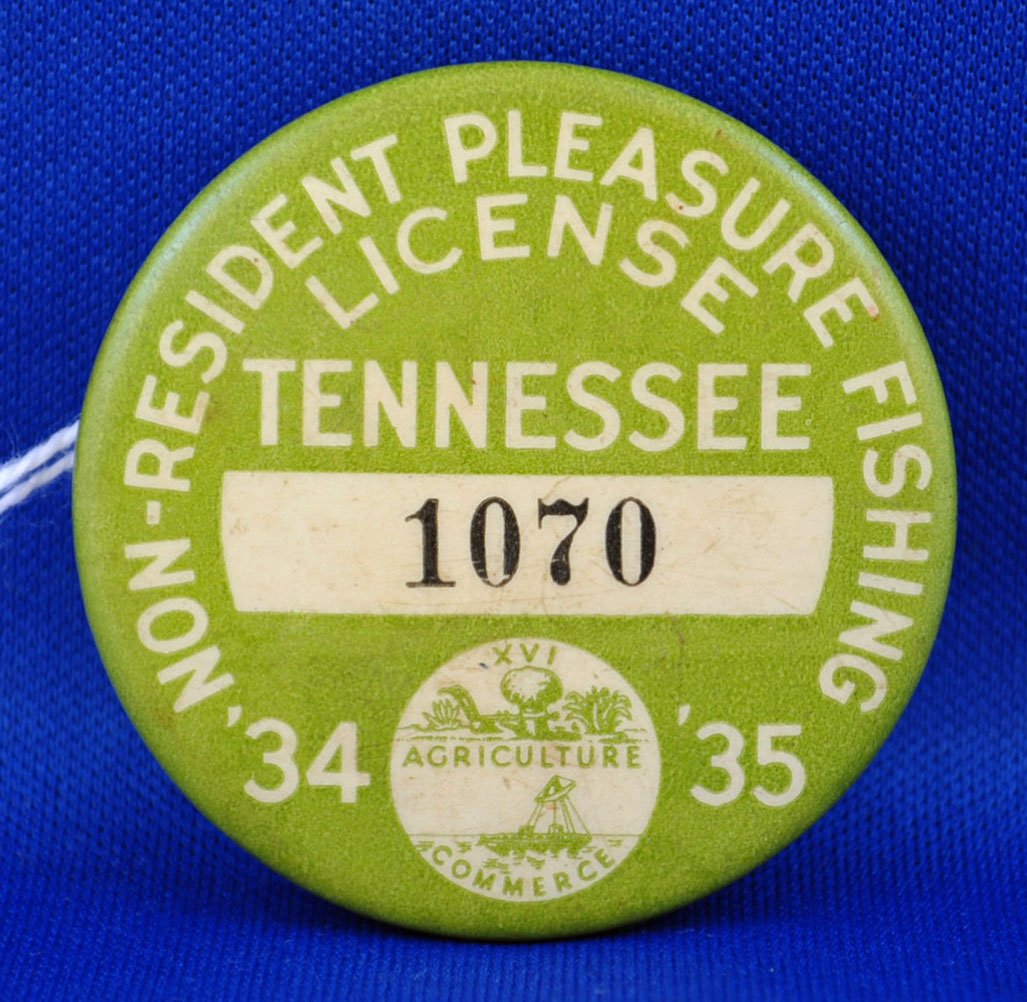 NON-RESIDENT PLEASURE FISHING
LICENSE
TENNESSEE
1070
'34 '35
XVI
AGRICULTURE
COMMERCE